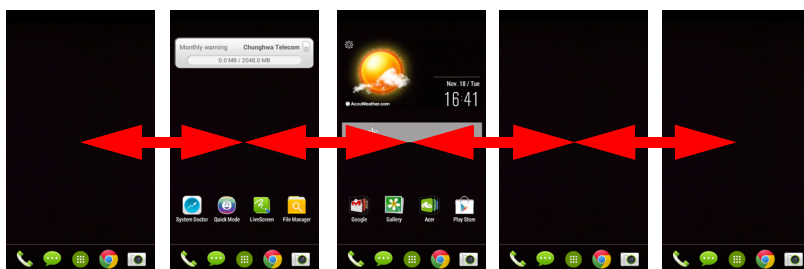 Monthly warning Chunghwa Telecom
0.0 MB / 2048.0 MB
System Doctor Quick Mode LiveScreen File Manager
Nov. 18 / Tue
16:41
AccuWeather.com
Google Gallery Acer Play Store